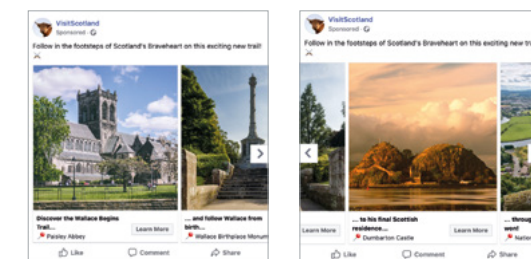 VisitScotland
Sponsored
Follow in the footsteps of Scotland's Braveheart on this exciting new trail!
Discover the Wallace Begins
Trail...
Paisley Abbey
Learn More
... and follow Wallace from
birth...
Wallace Birthplace Monum
Like
Comment
Share
VisitScotland
Sponsored
Follow in the footsteps of Scotland's Braveheart on this exciting new tra
Learn More
... to his final Scottish
residence...
Dumbarton Castle
Learn More
... throug
won!
Nation
Like
Comment
Share